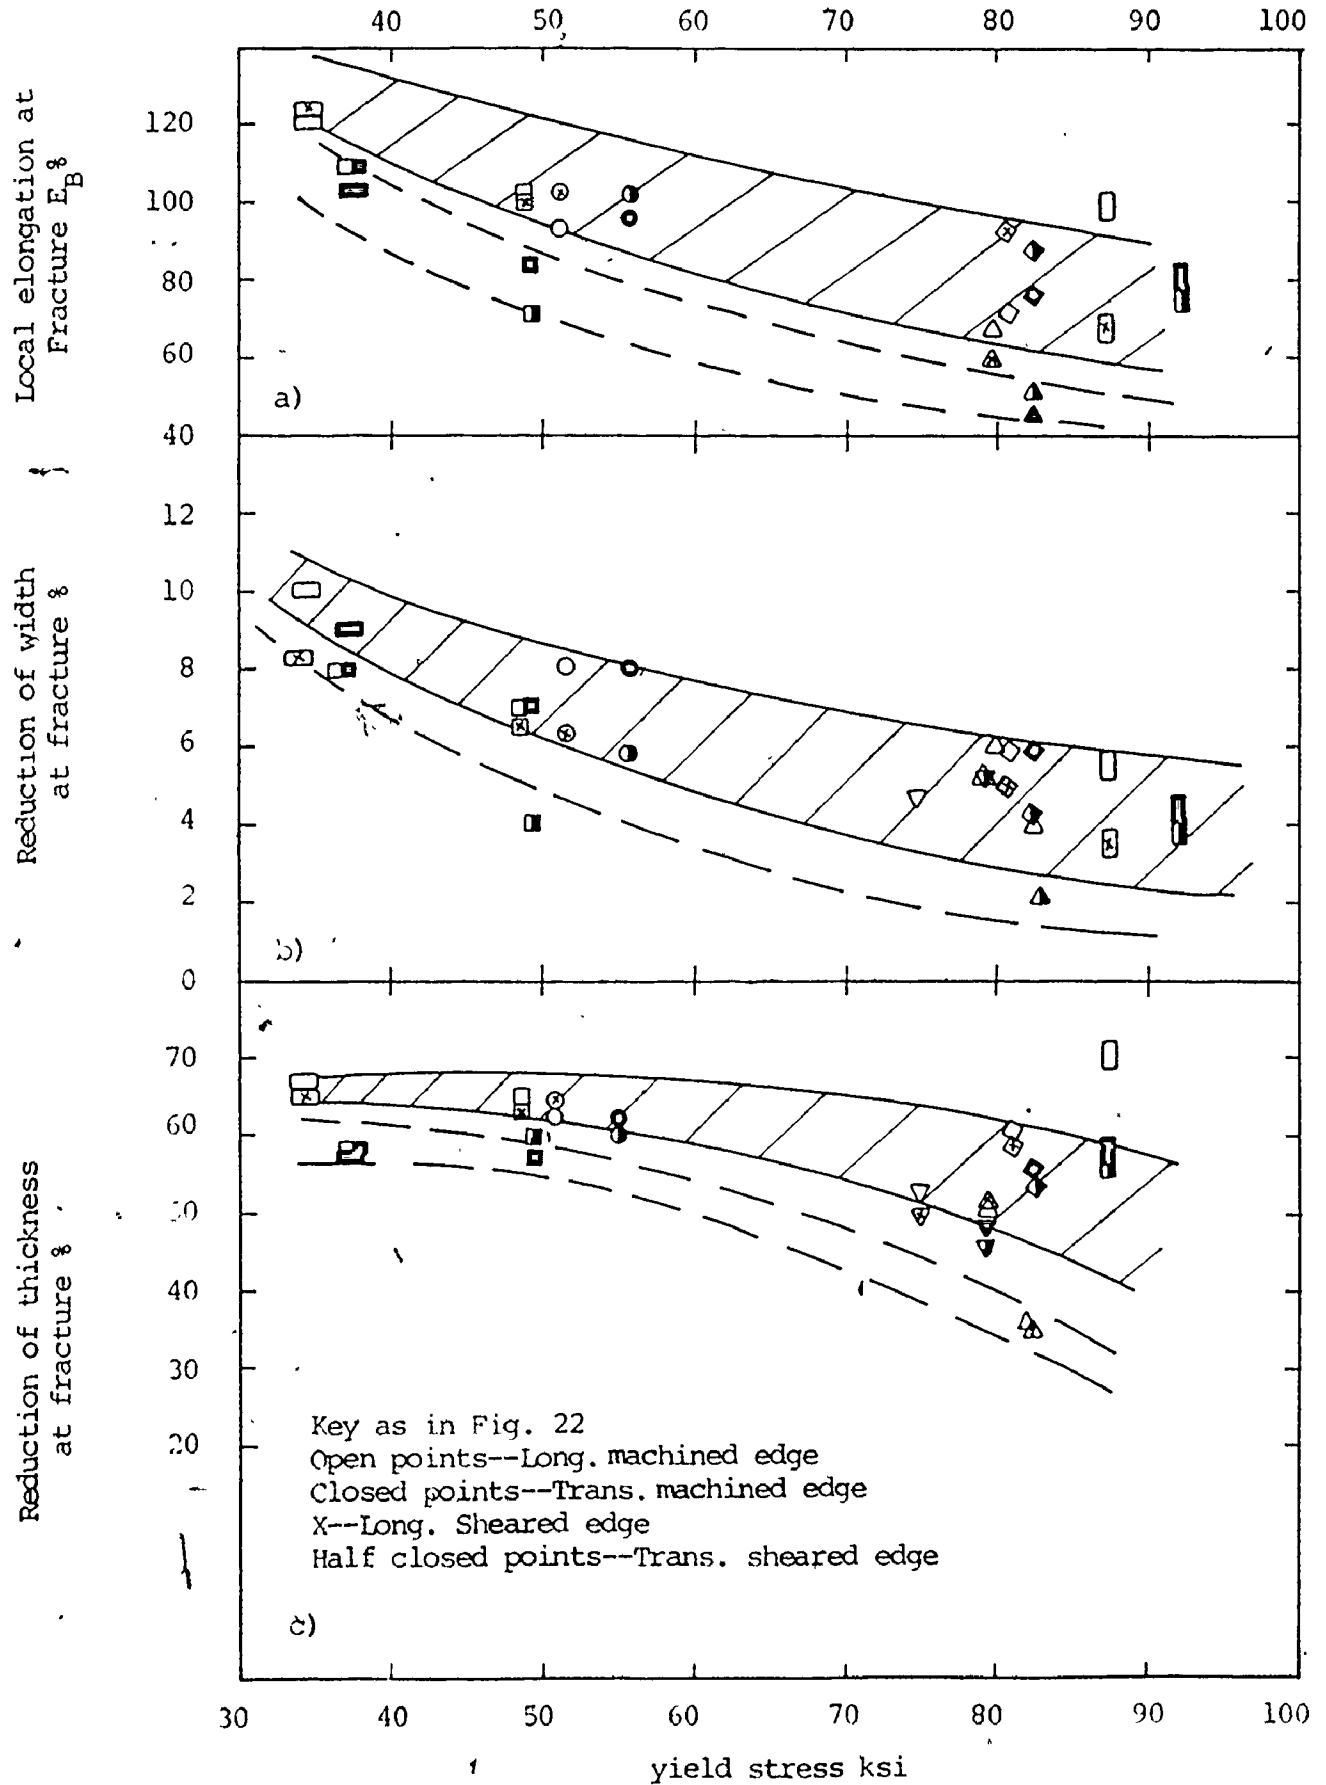 40 50 60 70 80 90 100
Local elongation at
Fracture E_B %
120
100
80
60
40
a)
Reduction of width
at fracture %
12
10
8
6
4
2
0
b)
Reduction of thickness
at fracture %
70
60
40
30
20
Key as in Fig. 22
Open points--Long. machined edge
Closed points--Trans. machined edge
X--Long. Sheared edge
Half closed points--Trans. sheared edge
c)
30 40 50 60 70 80 90 100
yield stress ksi